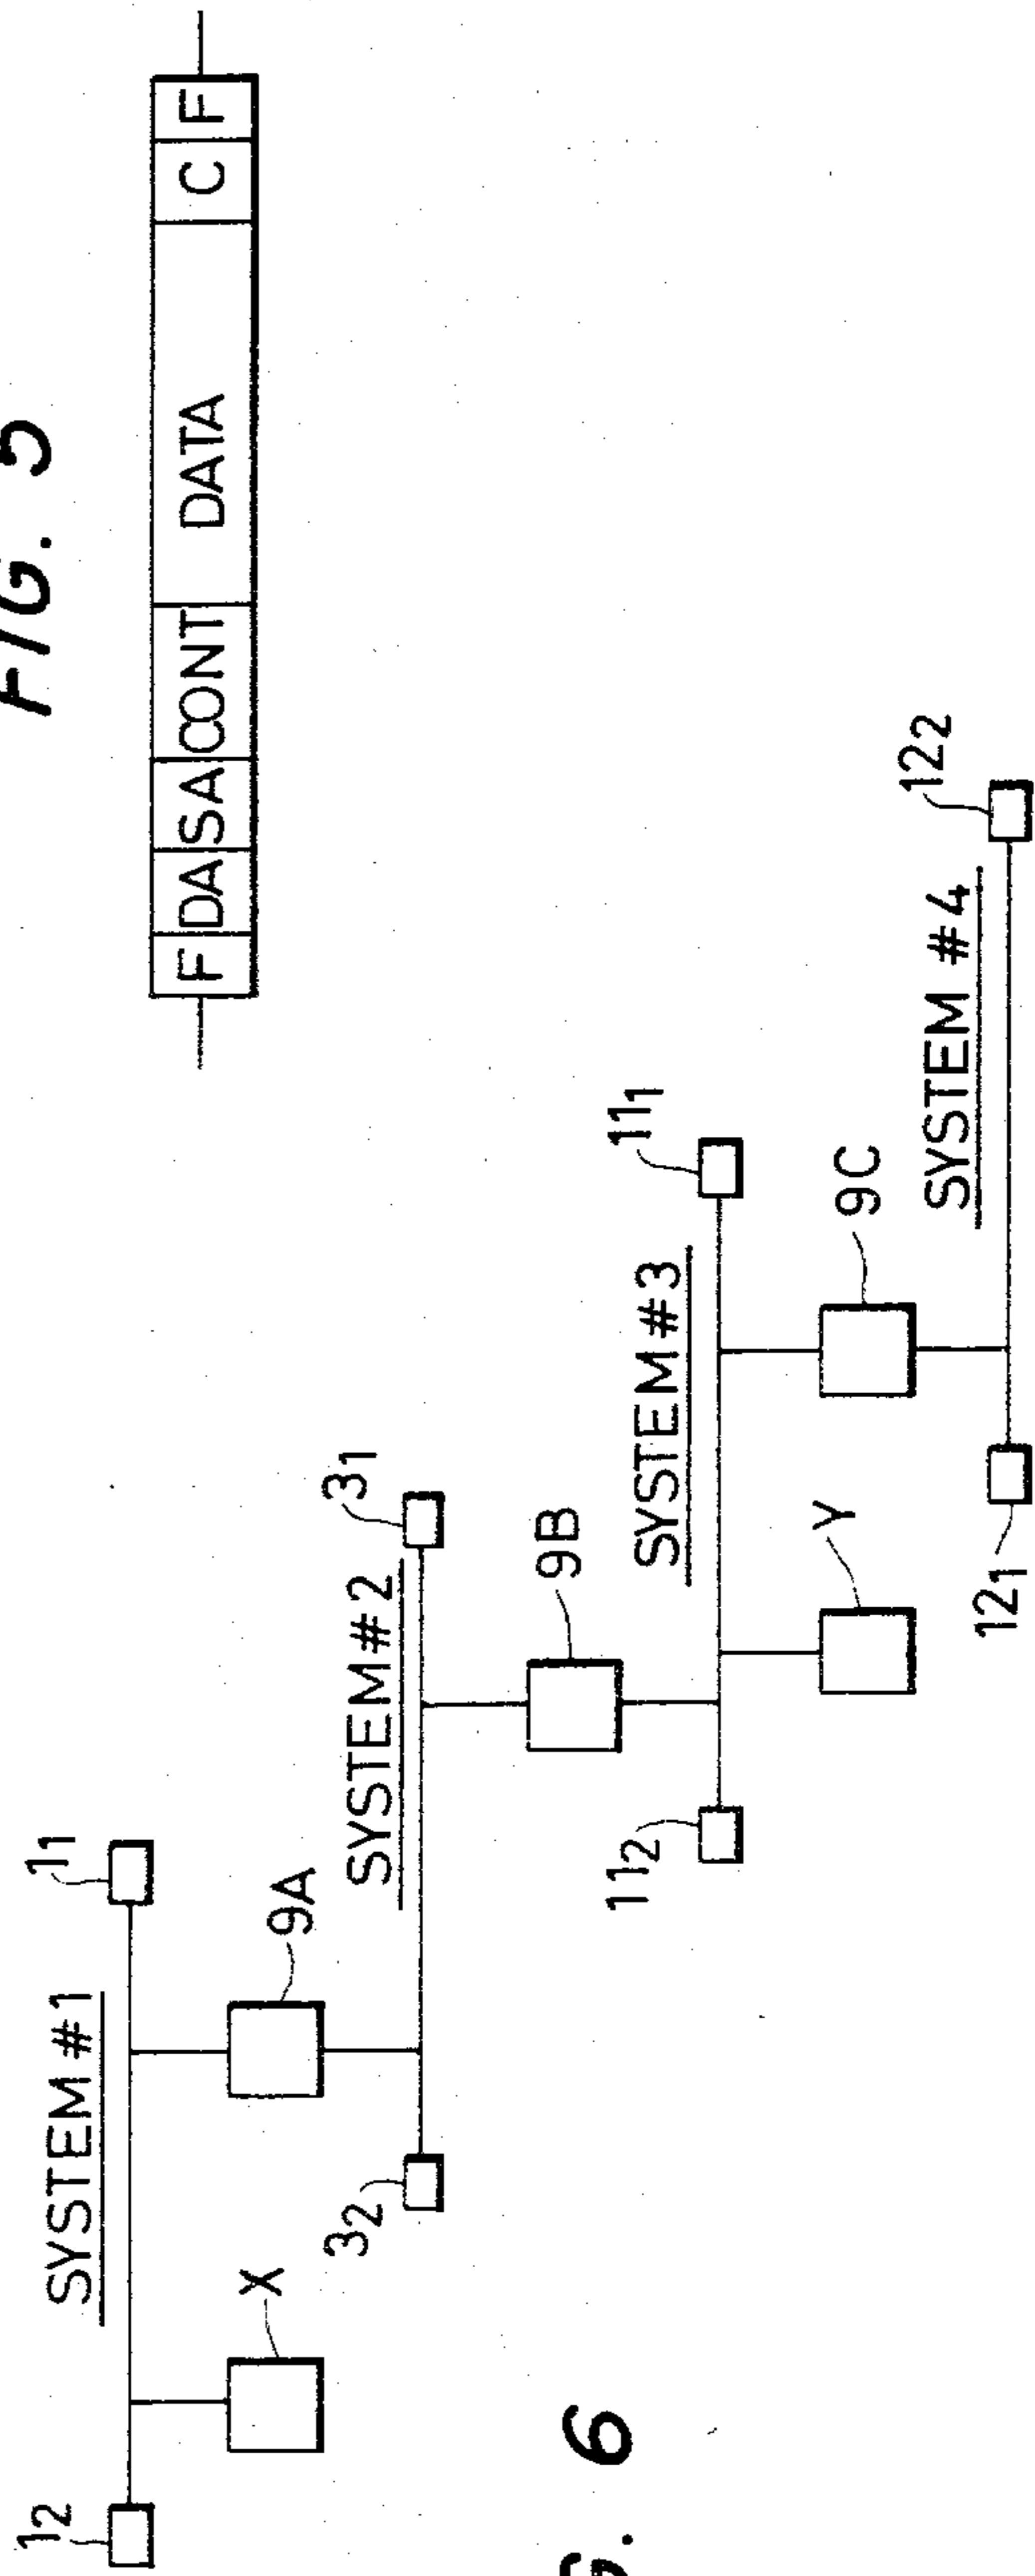 FIG. 5
F DA SA CONT DATA C F
FIG. 6
SYSTEM #1
1₂
1₁
X
9A
SYSTEM #2
3₂
3₁
9B
SYSTEM #3
11₂
11₁
Y
9C
SYSTEM #4
12₁
12₂